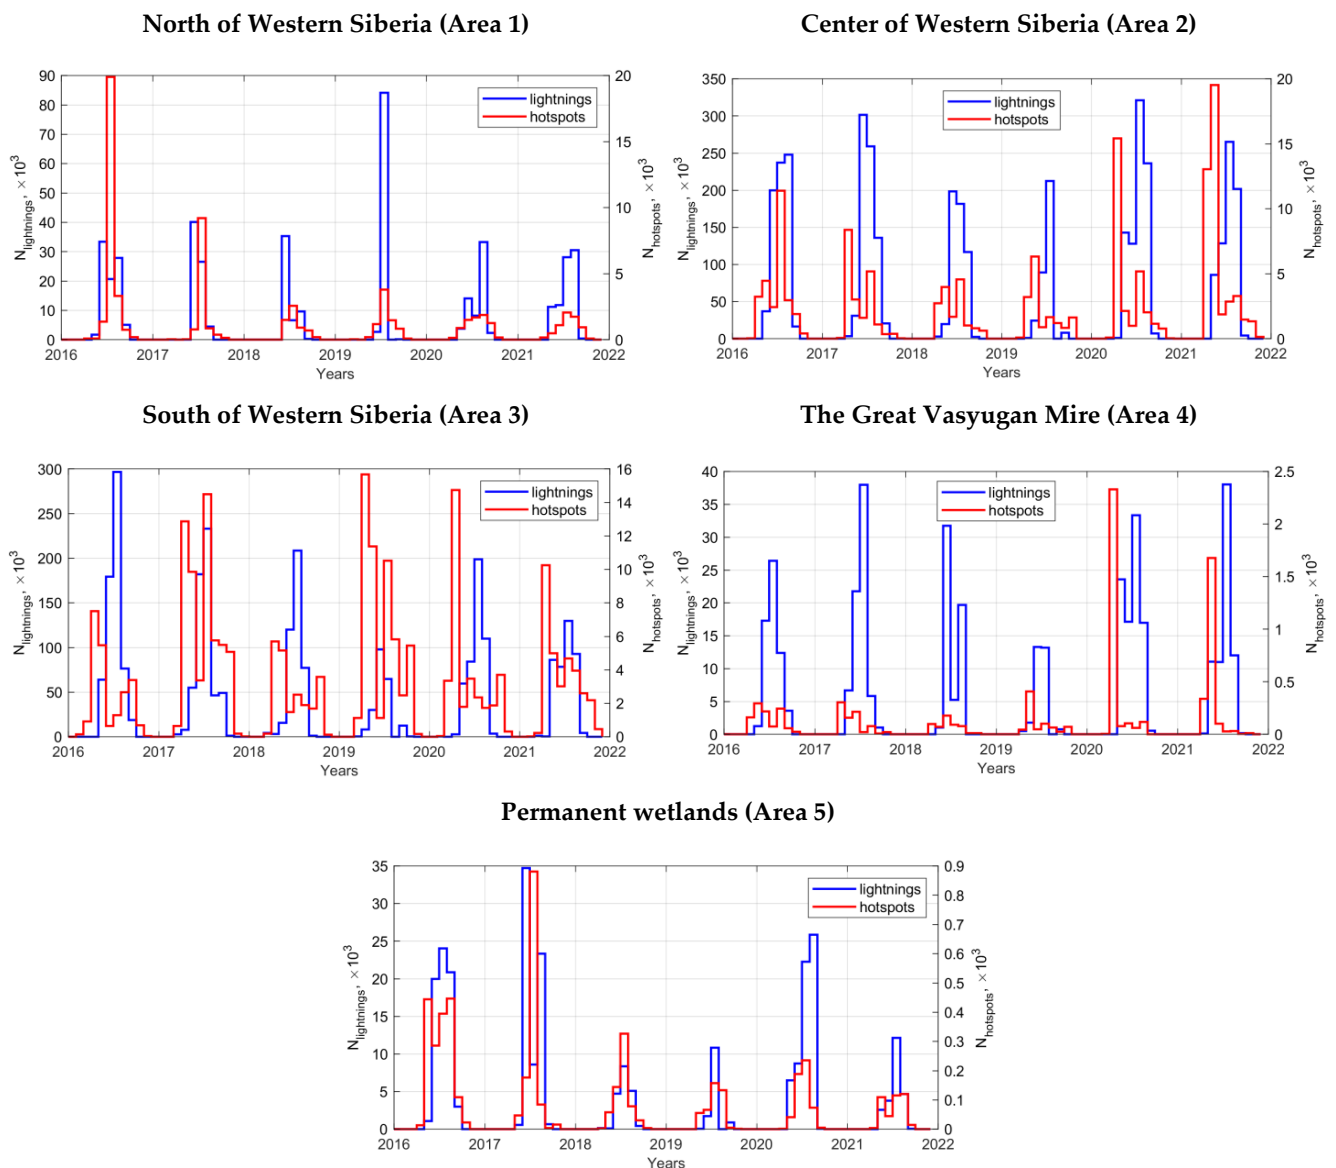 North of Western Siberia (Area 1)
90
80
70
60
50
40
30
20
10
0
N_lightnings, ×10^3
20
15
10
5
0
N_hotspots, ×10^3
lightnings
hotspots
2016 2017 2018 2019 2020 2021 2022
Years
Center of Western Siberia (Area 2)
350
300
250
200
150
100
50
0
N_lightnings, ×10^3
20
15
10
5
0
N_hotspots, ×10^3
lightnings
hotspots
2016 2017 2018 2019 2020 2021 2022
Years
South of Western Siberia (Area 3)
300
250
200
150
100
50
0
N_lightnings, ×10^3
16
14
12
10
8
6
4
2
0
N_hotspots, ×10^3
lightnings
hotspots
2016 2017 2018 2019 2020 2021 2022
Years
The Great Vasyugan Mire (Area 4)
40
35
30
25
20
15
10
5
0
N_lightnings, ×10^3
2.5
2
1.5
1
0.5
0
N_hotspots, ×10^3
lightnings
hotspots
2016 2017 2018 2019 2020 2021 2022
Years
Permanent wetlands (Area 5)
35
30
25
20
15
10
5
0
N_lightnings, ×10^3
0.9
0.8
0.7
0.6
0.5
0.4
0.3
0.2
0.1
0
N_hotspots, ×10^3
lightnings
hotspots
2016 2017 2018 2019 2020 2021 2022
Years